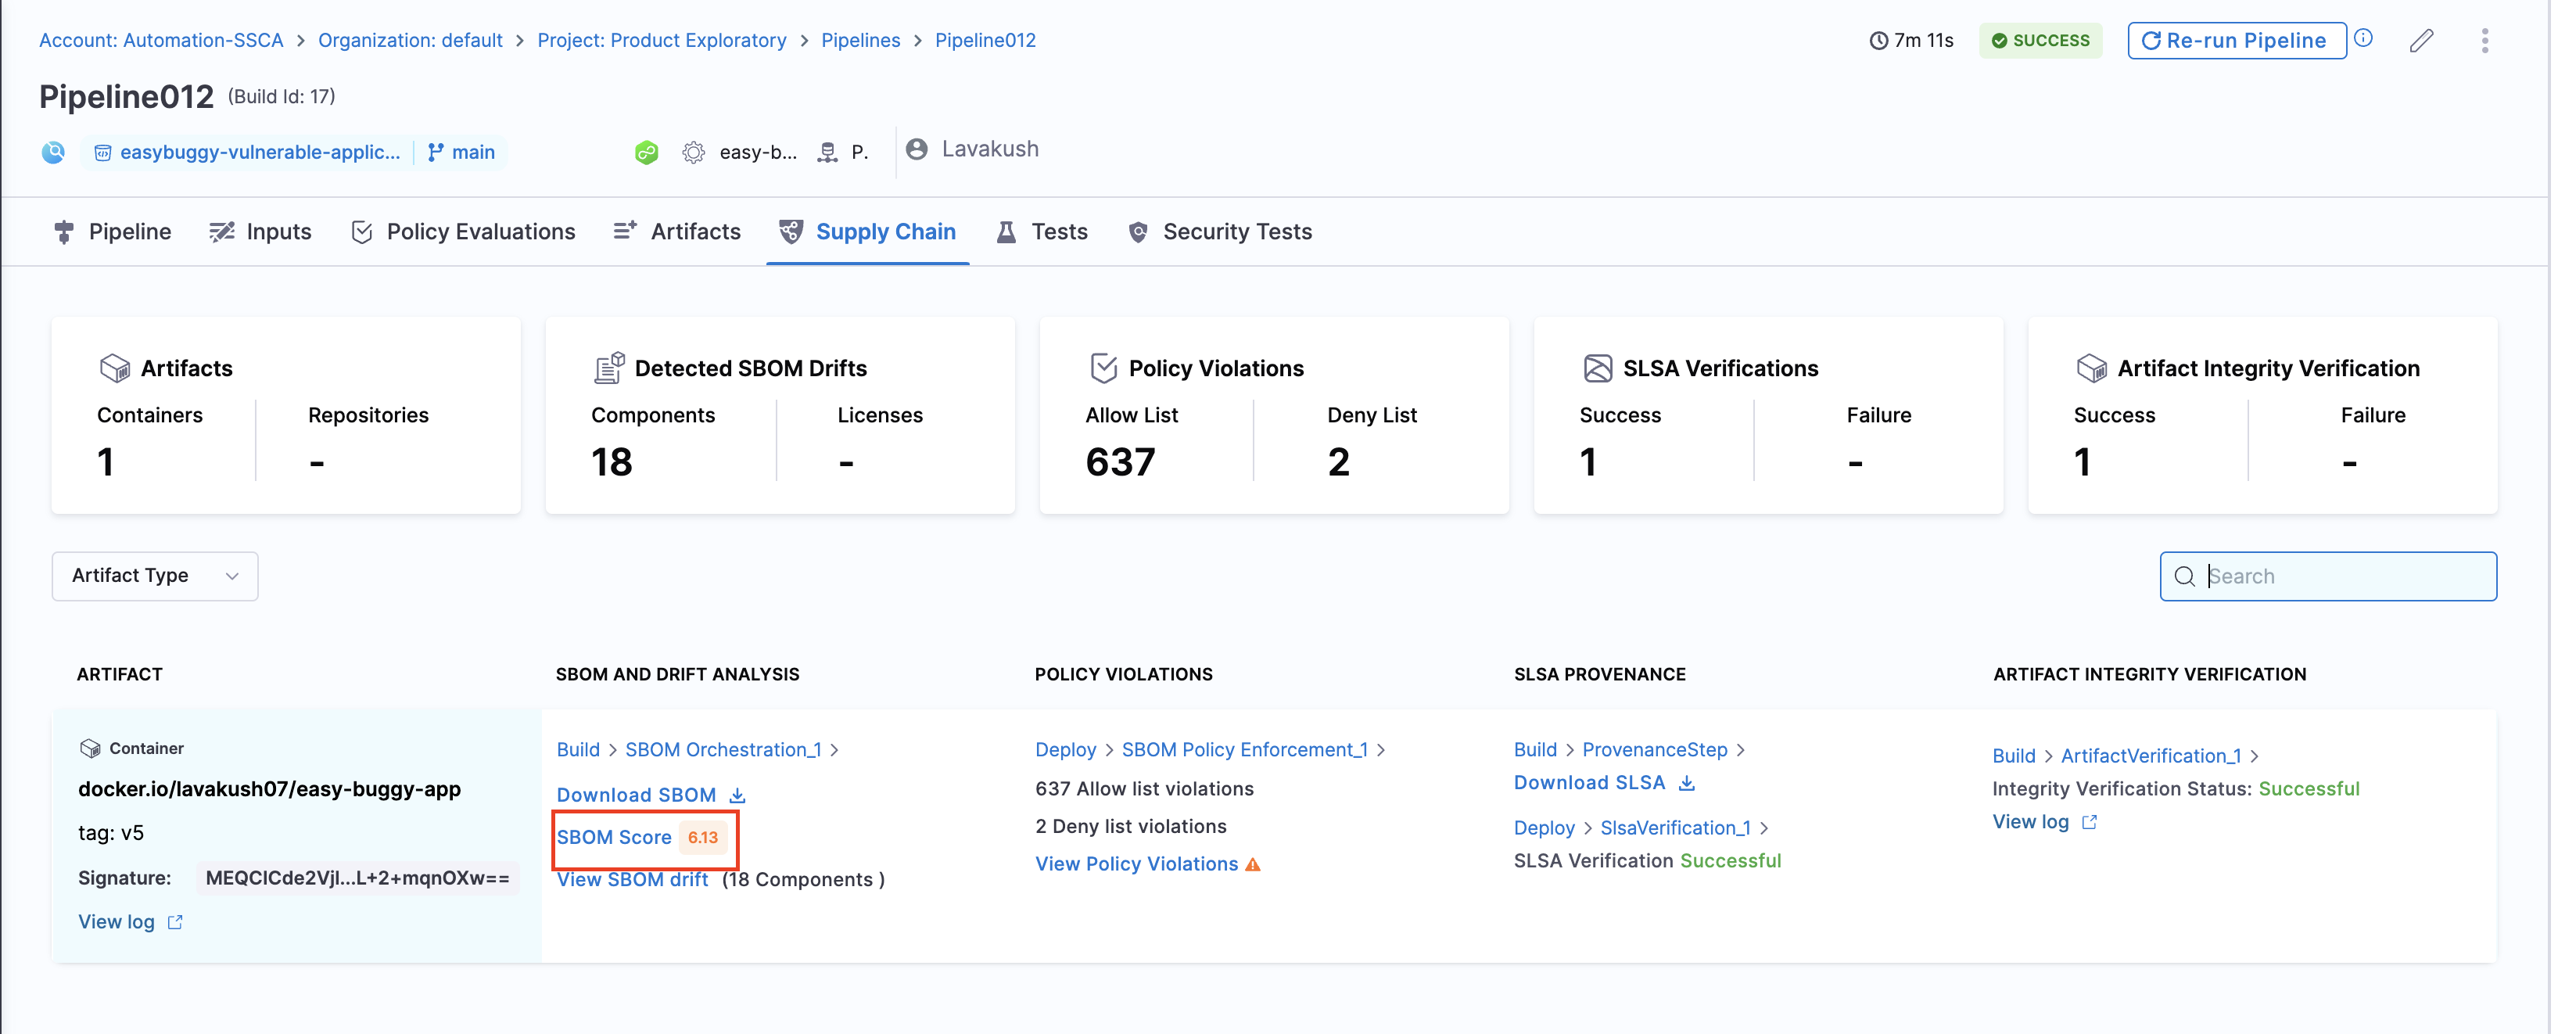 Account: Automation-SSCA > Organization: default > Project: Product Exploratory > Pipelines > Pipeline012
7m 11s
SUCCESS
Re-run Pipeline
Pipeline012 (Build Id: 17)
easybuggy-vulnerable-applic... main
easy-b... P. Lavakush
Pipeline Inputs Policy Evaluations Artifacts Supply Chain Tests Security Tests
Artifacts
Containers Repositories
1 -
Detected SBOM Drifts
Components Licenses
18 -
Policy Violations
Allow List Deny List
637 2
SLSA Verifications
Success Failure
1 -
Artifact Integrity Verification
Success Failure
1 -
Artifact Type
Search
ARTIFACT SBOM AND DRIFT ANALYSIS POLICY VIOLATIONS SLSA PROVENANCE ARTIFACT INTEGRITY VERIFICATION
Container
docker.io/lavakush07/easy-buggy-app
tag: v5
Signature: MEQCICde2VjI...L+2+mqnOXw==
View log
Build > SBOM Orchestration_1 >
Download SBOM
SBOM Score 6.13
View SBOM drift (18 Components )
Deploy > SBOM Policy Enforcement_1 >
637 Allow list violations
2 Deny list violations
View Policy Violations
Build > ProvenanceStep >
Download SLSA
Deploy > SlsaVerification_1 >
SLSA Verification Successful
Build > ArtifactVerification_1 >
Integrity Verification Status: Successful
View log